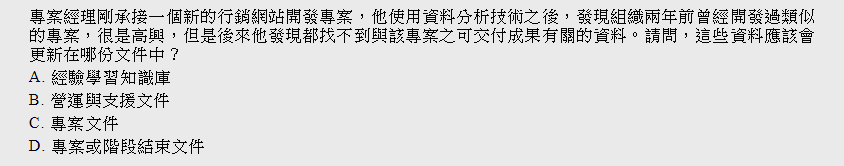 專案經理剛承接一個新的行銷網站開發專案，他使用資料分析技術之後，發現組織兩年前曾經開發過類似
的專案，很是高興，但是後來他發現都找不到與該專案之可交付成果有關的資料。請問，這些資料應該會
更新在哪份文件中？
A. 經驗學習知識庫
B. 營運與支援文件
C. 專案文件
D. 專案或階段結束文件